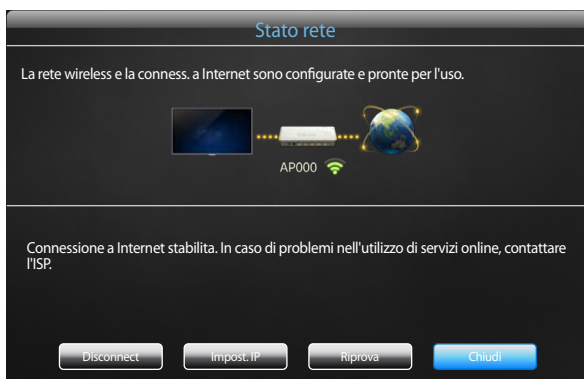 Stato rete
La rete wireless e la conness. a Internet sono configurate e pronte per l'uso.
AP000
Connessione a Internet stabilita. In caso di problemi nell'utilizzo di servizi online, contattare
l'ISP.
Disconnect
Impost. IP
Riprova
Chiudi